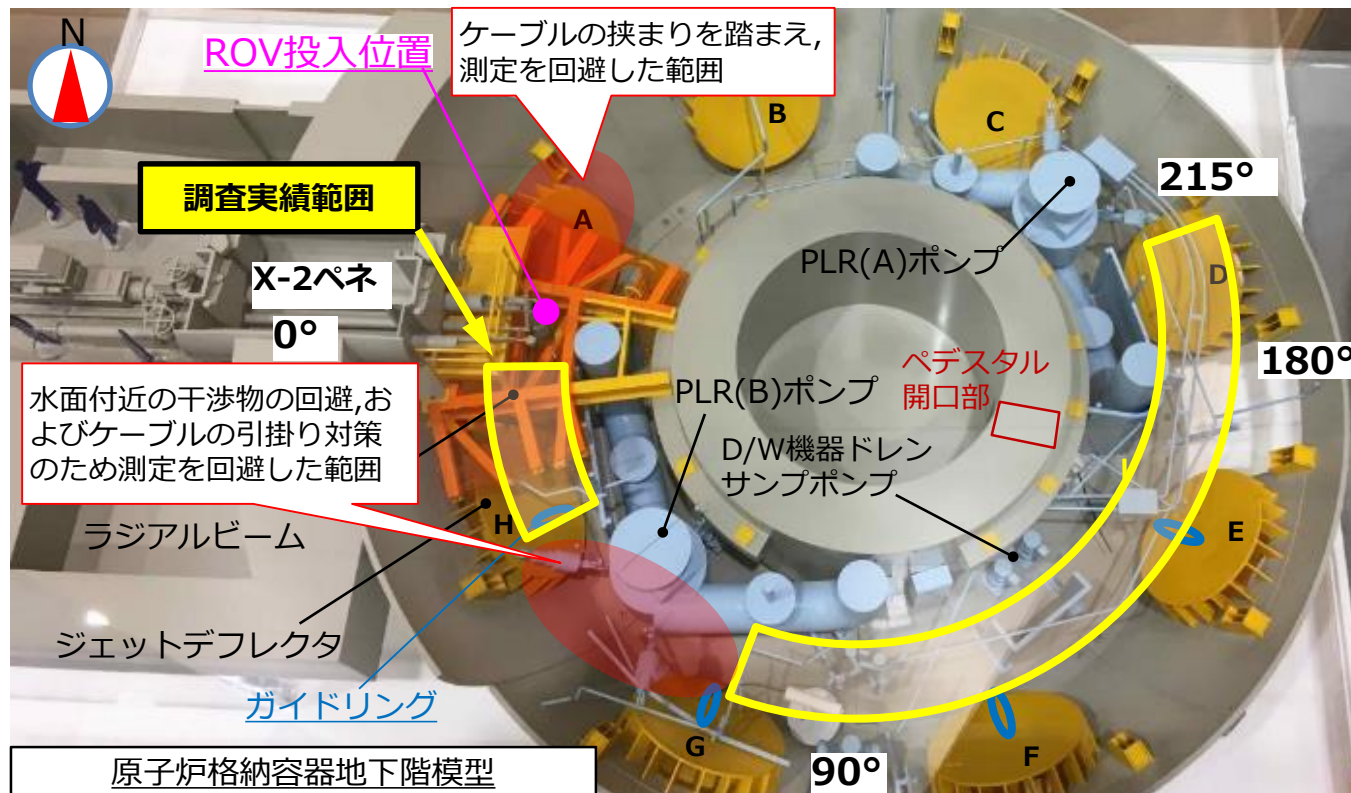 N
ROV投入位置
ケーブルの挟まりを踏まえ,
測定を回避した範囲
B
C
調査実績範囲
A
215°
X-2ペネ
0°
PLR(A)ポンプ
D
180°
水面付近の干渉物の回避,お
よびケーブルの引掛り対策
のため測定を回避した範囲
PLR(B)ポンプ
ペデスタル
開口部
D/W機器ドレン
サンプポンプ
H
E
ラジアルビーム
ジェットデフレクタ
ガイドリング
G
F
90°
原子炉格納容器地下階模型